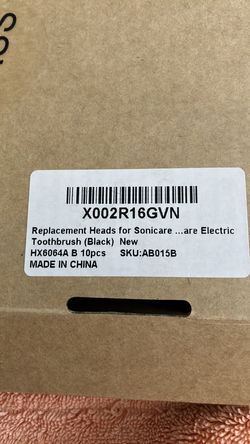 X002R16GVN
Replacement Heads for Sonicare ...are Electric
Toothbrush (Black) New
HX6064A B 10pcs SKU:AB015B
MADE IN CHINA